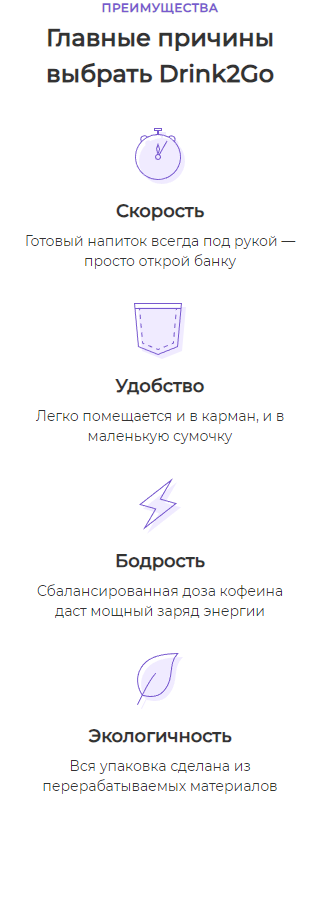 ПРЕИМУЩЕСТВА
Главные причины
выбрать Drink2Go
Скорость
Готовый напиток всегда под рукой —
просто открой банку
Удобство
Легко помещается и в карман, и в
маленькую сумочку
Бодрость
Сбалансированная доза кофеина
даст мощный заряд энергии
Экологичность
Вся упаковка сделана из
перерабатываемых материалов